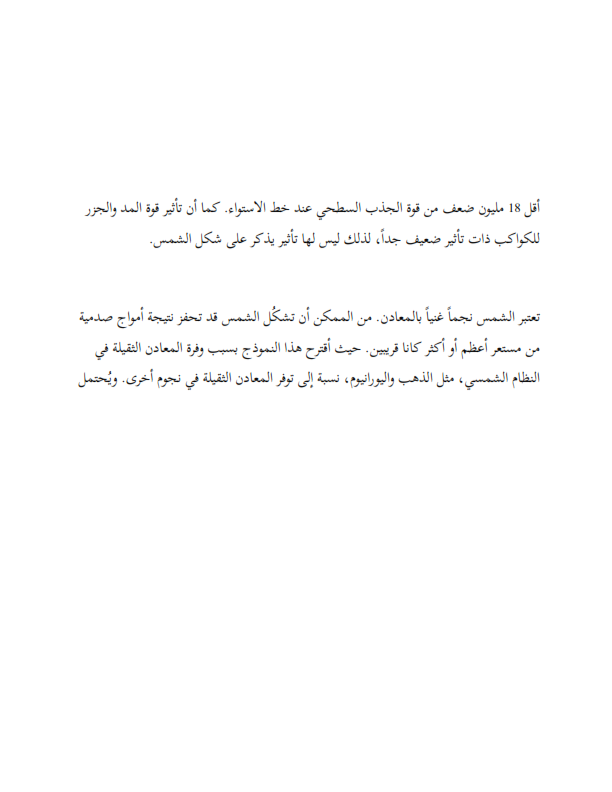 أقل 18 مليون ضعف من قوة الجذب السطحي عند خط الاستواء. كما أن تأثير قوة المد والجزر
للكواكب ذات تأثير ضعيف جداً، لذلك ليس لها تأثير يذكر على شكل الشمس.
تعتبر الشمس نجماً غنياً بالمعادن. من الممكن أن تشكُل الشمس قد تحفز نتيجة أمواج صدمية
من مستعر أعظم أو أكثر كانا قريبين. حيث أقترح هذا النموذج بسبب وفرة المعادن الثقيلة في
النظام الشمسي، مثل الذهب واليورانيوم، نسبة إلى توفر المعادن الثقيلة في نجوم أخرى. ويُحتمل